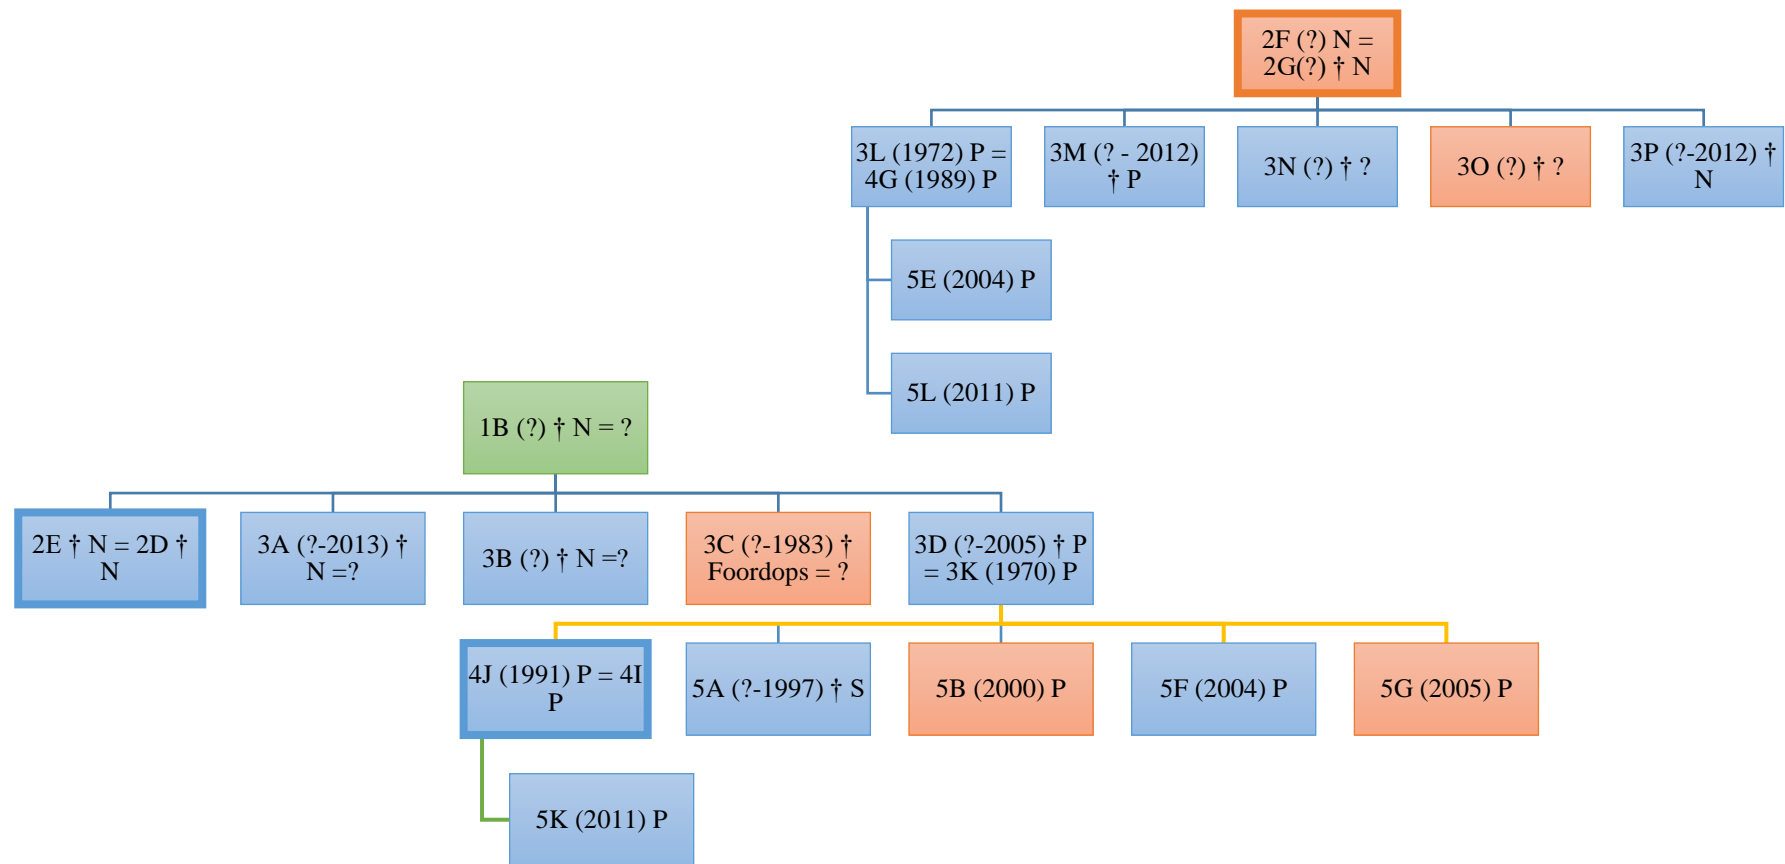 2F (?) N =
2G(?) † N
3L (1972) P =
4G (1989) P
3M (? - 2012)
† P
3N (?) † ?
3O (?) † ?
3P (?-2012) †
N
5E (2004) P
5L (2011) P
1B (?) † N = ?
2E † N = 2D †
N
3A (?-2013) †
N =?
3B (?) † N =?
3C (?-1983) †
Foordops = ?
3D (?-2005) † P
= 3K (1970) P
4J (1991) P = 4I
P
5A (?-1997) † S
5B (2000) P
5F (2004) P
5G (2005) P
5K (2011) P